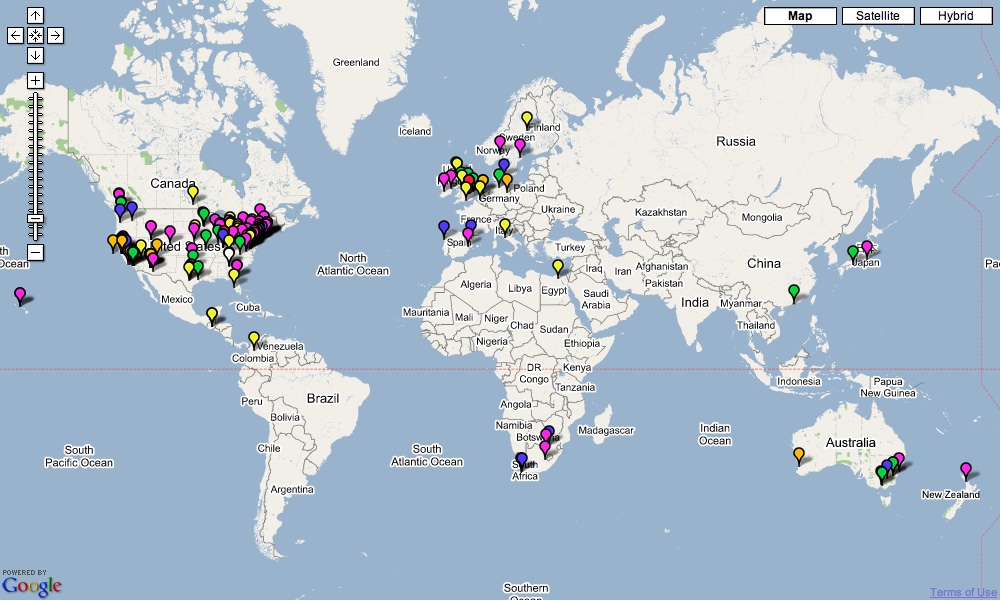 Map
Satellite
Hybrid
Greenland
Iceland
Finland
Sweden
Norway
Russia
Canada
Poland
Germany
Ukraine
Kazakhstan
Mongolia
France
Italy
Spain
Turkey
China
Japan
United States
North
Atlantic Ocean
Iraq
Iran
Afghanistan
Pakistan
Algeria
Libya
Egypt
Saudi
Arabia
India
Myanmar
Thailand
Mexico
Cuba
Mauritania
Mali
Niger
Chad
Sudan
Nigeria
Ethiopia
Venezuela
Colombia
DR
Congo
Kenya
Tanzania
Indonesia
Papua
New Guinea
Peru
Brazil
Bolivia
Angola
Namibia
Botswana
Madagascar
Indian
Ocean
Australia
South
Pacific Ocean
Chile
Argentina
South
Atlantic Ocean
South
Africa
New Zealand
POWERED BY
Google
Southern
Ocean
Terms of Use